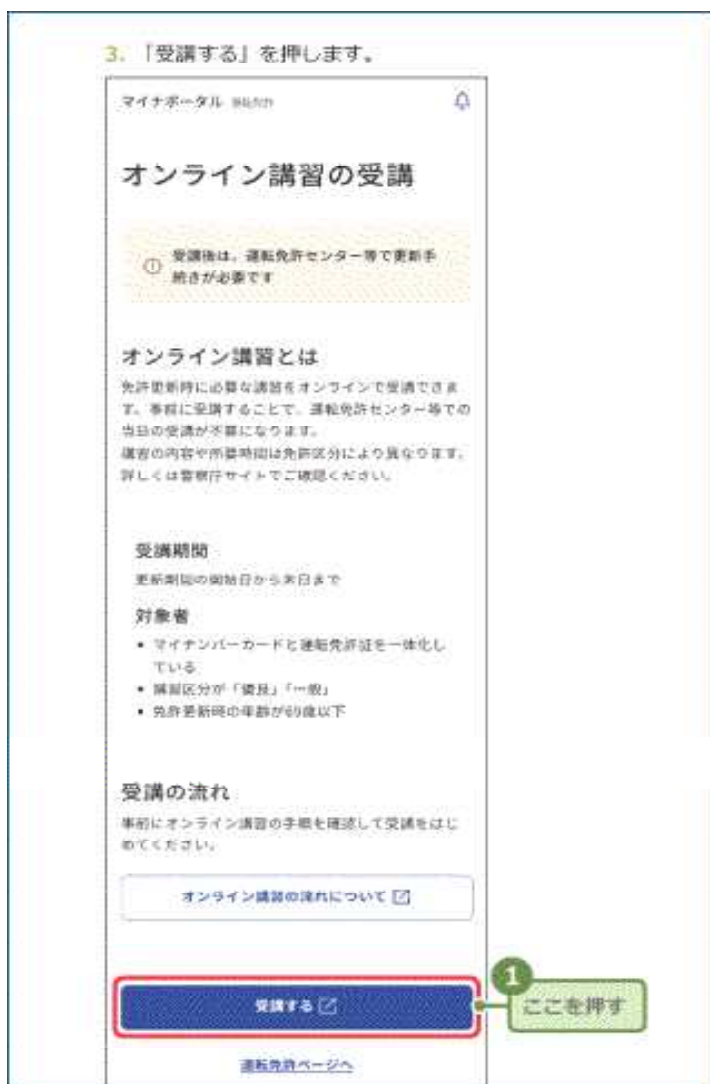 3. 「受講する」を押します。
マイナポータル
オンライン講習の受講
受講後は、運転免許センター等で更新手
続きが必要です
オンライン講習とは
免許更新時に必要な講習をオンラインで受講できま
す。事前に受講することで、運転免許センター等での
当日の受講が不要になります。
講習の内容や所要時間は免許区分により異なります。
詳しくは警察庁サイトでご確認ください。
受講期間
更新期間の開始日から末日まで
対象者
• マイナンバーカードと運転免許証を一体化し
ている
• 講習区分が「優良」「一般」
• 免許更新時の年齢が69歳以下
受講の流れ
事前にオンライン講習の手順を確認して受講をはじ
めてください。
オンライン講習の流れについて
1
受講する
ここを押す
運転免許ページへ